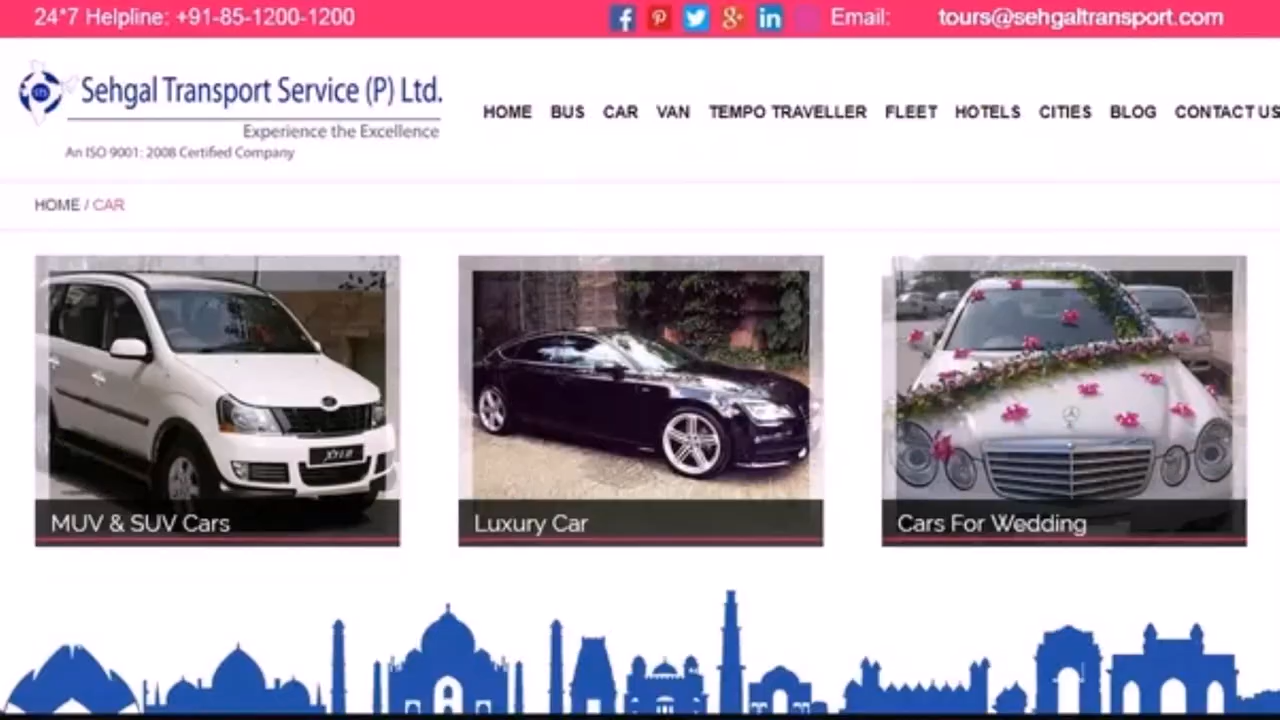 24*7 Helpline: +91-85-1200-1200
Email: tours@sehgaltransport.com
Sehgal Transport Service (P) Ltd.
Experience the Excellence
An ISO 9001: 2008 Certified Company
HOME BUS CAR VAN TEMPO TRAVELLER FLEET HOTELS CITIES BLOG CONTACT US
HOME / CAR
MUV & SUV Cars
Luxury Car
Cars For Wedding